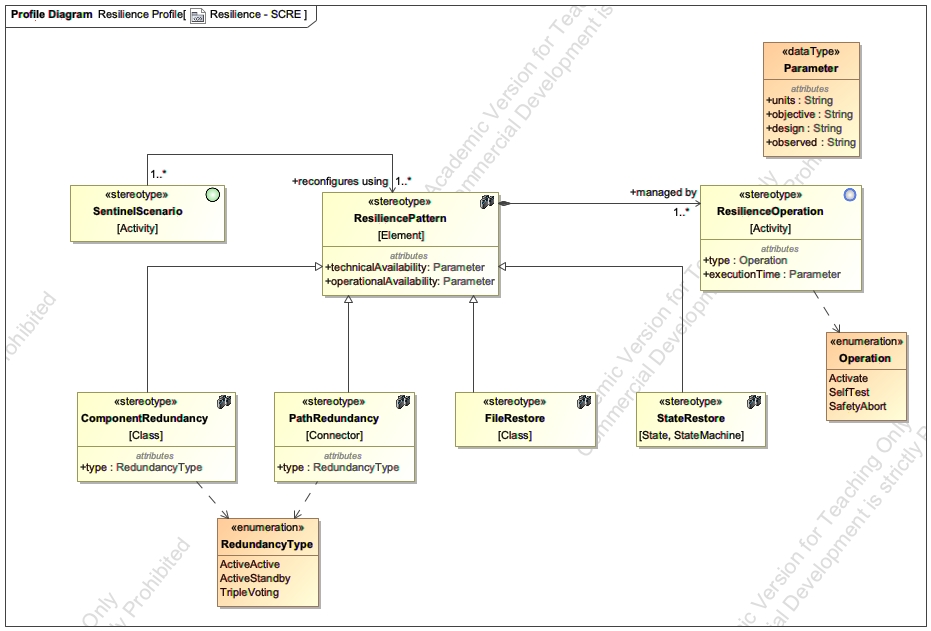 Profile Diagram Resilience Profile[ Resilience - SCRE ]
«dataType»
Parameter
attributes
+units : String
+objective : String
+design : String
+observed : String
1..*
+reconfigures using 1..*
«stereotype»
SentinelScenario
[Activity]
«stereotype»
ResiliencePattern
[Element]
attributes
+technicalAvailability: Parameter
+operationalAvailability: Parameter
+managed by
1..*
«stereotype»
ResilienceOperation
[Activity]
attributes
+type : Operation
+executionTime : Parameter
«enumeration»
Operation
Activate
SelfTest
SafetyAbort
«stereotype»
ComponentRedundancy
[Class]
attributes
+type : RedundancyType
«stereotype»
PathRedundancy
[Connector]
attributes
+type : RedundancyType
«stereotype»
FileRestore
[Class]
«stereotype»
StateRestore
[State, StateMachine]
«enumeration»
RedundancyType
ActiveActive
ActiveStandby
TripleVoting
Academic Version for Teaching Only
Commercial Development is strictly Prohibited